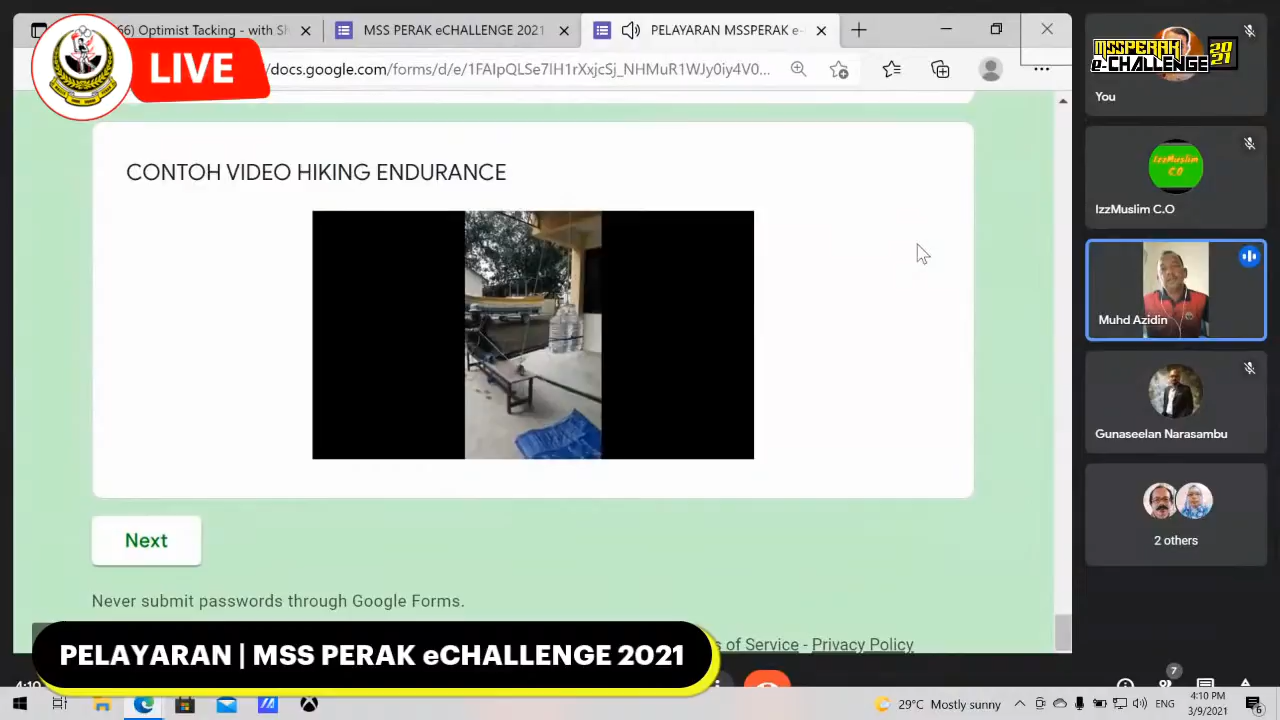 66) Optimist Tacking - with S
MSS PERAK eCHALLENGE 2021
PELAYARAN MSSPERAK e-
LIVE
docs.google.com/forms/d/e/1FAIpQLSe7IH1rXxjcSj_NHMuR1WJy0iy4V0...
MSSPERAK
e-CHALLENGE
2021
You
CONTOH VIDEO HIKING ENDURANCE
IzzMuslim
C.O
IzzMuslim C.O
Muhd Azidin
Gunaseelan Narasambu
2 others
Next
Never submit passwords through Google Forms.
s of Service - Privacy Policy
PELAYARAN | MSS PERAK eCHALLENGE 2021
7
29°C Mostly sunny
ENG
4:10 PM
3/9/2021
6